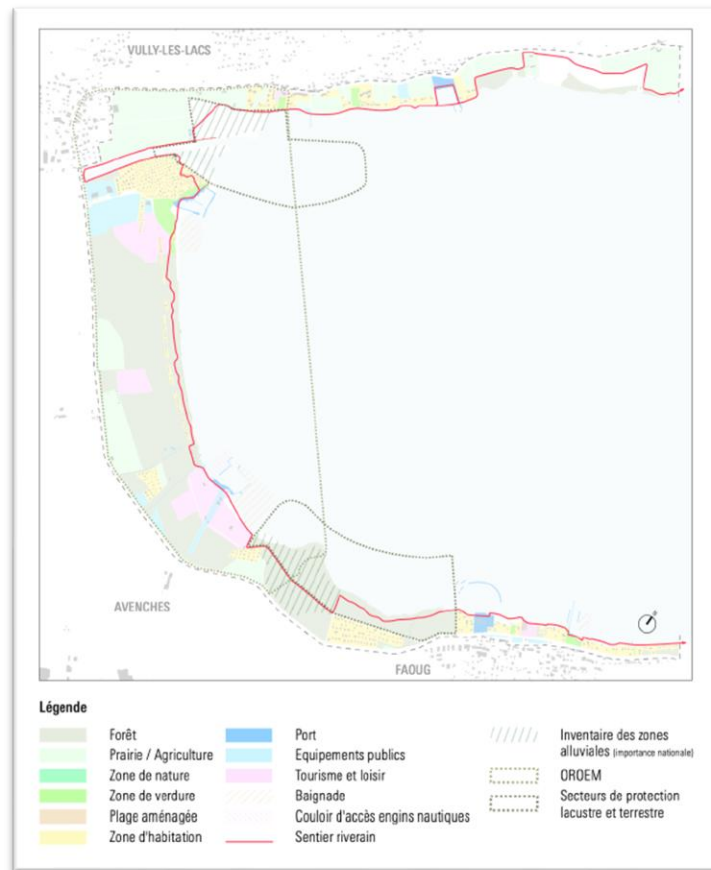 VULLY-LES-LACS
AVENCHES
FAOUG
Légende
Forêt
Prairie / Agriculture
Zone de nature
Zone de verdure
Plage aménagée
Zone d'habitation
Port
Equipements publics
Tourisme et loisir
Baignade
Couloir d'accès engins nautiques
Sentier riverain
Inventaire des zones
alluviales (importance nationale)
OROEM
Secteurs de protection
lacustre et terrestre